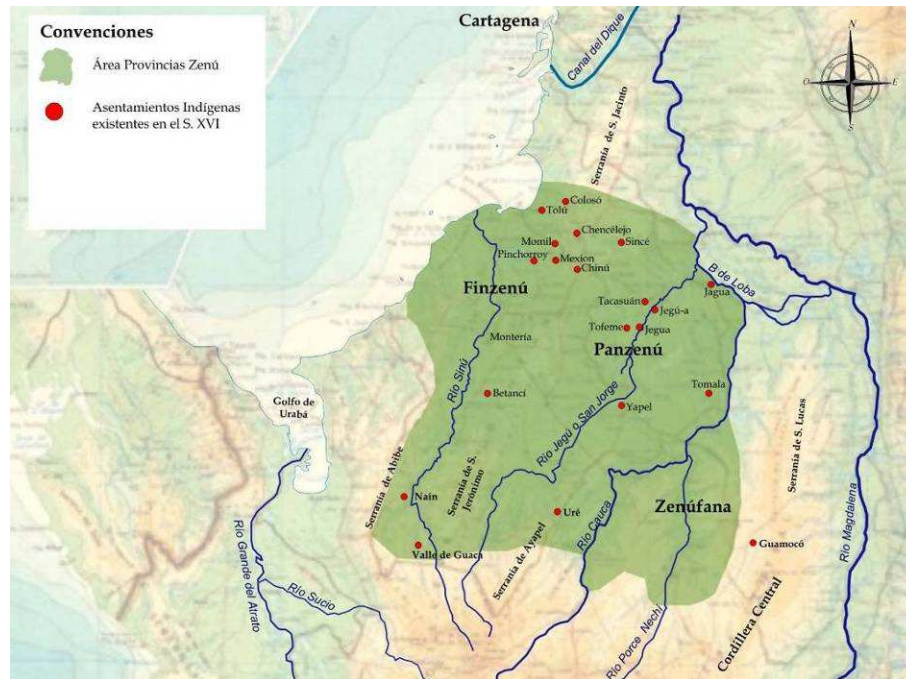 Convenciones
Área Provincias Zenú
Asentamientos Indígenas
existentes en el S. XVI
Cartagena
Canal del Dique
N
O
E
S
Serranía de S. Jacinto
Colosó
Tolú
Chencélejo
Momil
Sincé
Pinchorroy
Mexion
Chinú
Finzenú
B de Loba
Jagua
Tacasuán
Jegú-a
Tofeme
Jegua
Montería
Panzenú
Río Sinú
Golfo de
Urabá
Betancí
Río Jegú o San Jorge
Yapel
Tomala
Serranía de S. Lucas
Serranía de Abibe
Serranía de S.
Jerónimo
Naín
Uré
Río Cauca
Zenúfana
Río Magdalena
Valle de Guaca
Serranía de Ayapel
Guamocó
Río Grande del Atrato
Río Sucio
Río Porce Nechí
Cordillera Central